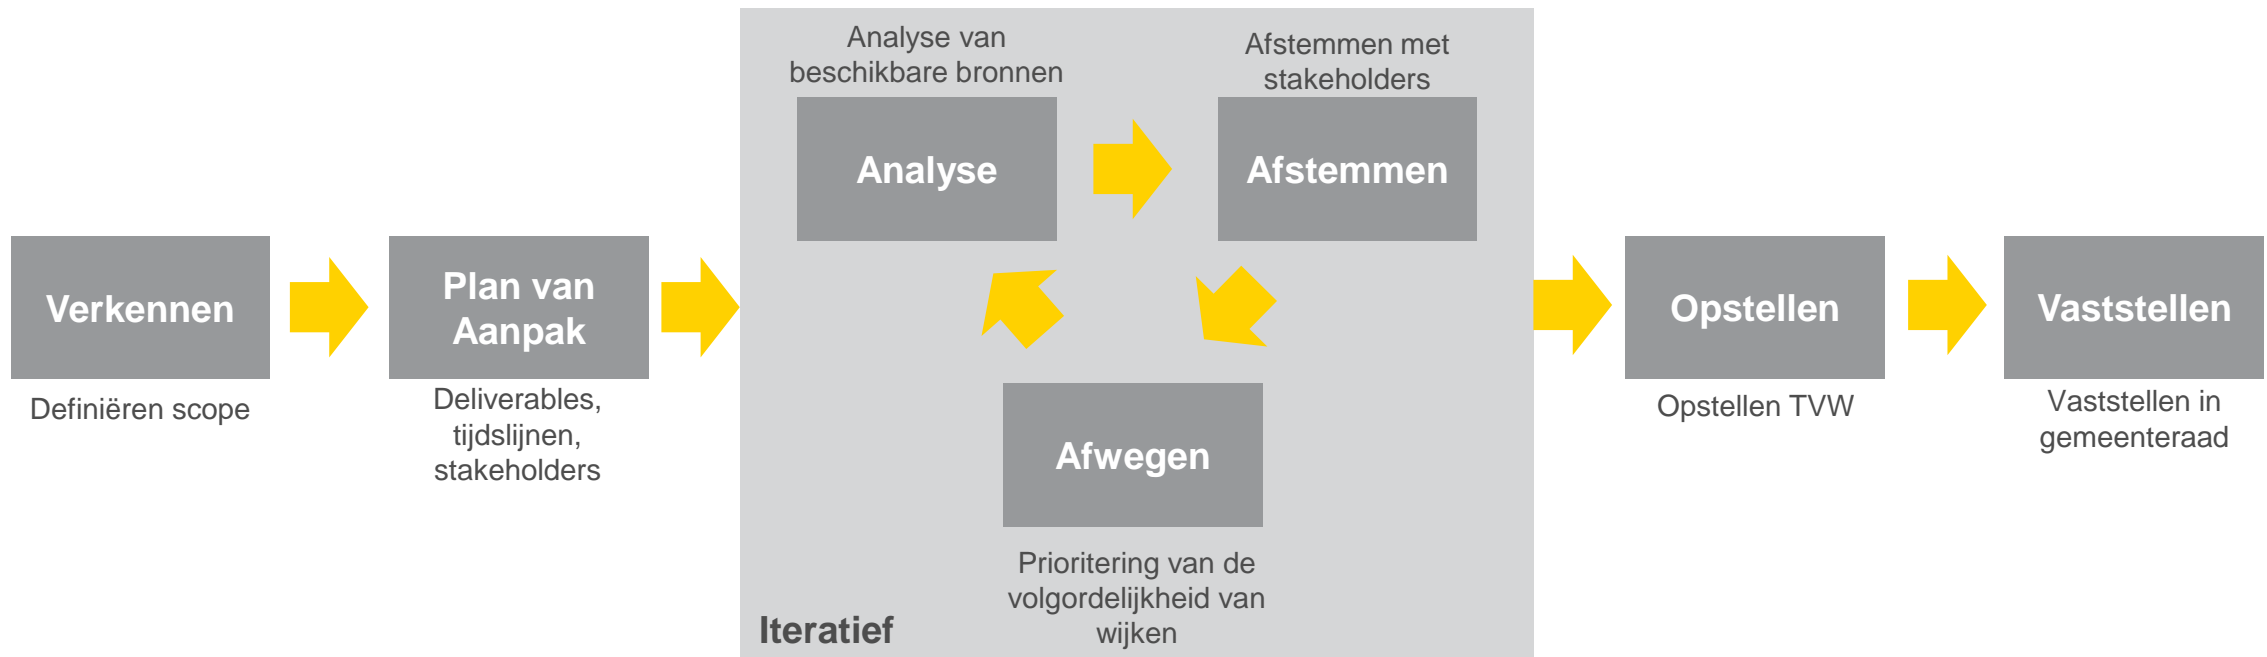 Verkennen
Definiëren scope
Plan van
Aanpak
Deliverables,
tijdslijnen,
stakeholders
Analyse van
beschikbare bronnen
Analyse
Afstemmen met
stakeholders
Afstemmen
Afwegen
Prioritering van de
volgordelijkheid van
wijken
Iteratief
Opstellen
Opstellen TVW
Vaststellen
Vaststellen in
gemeenteraad